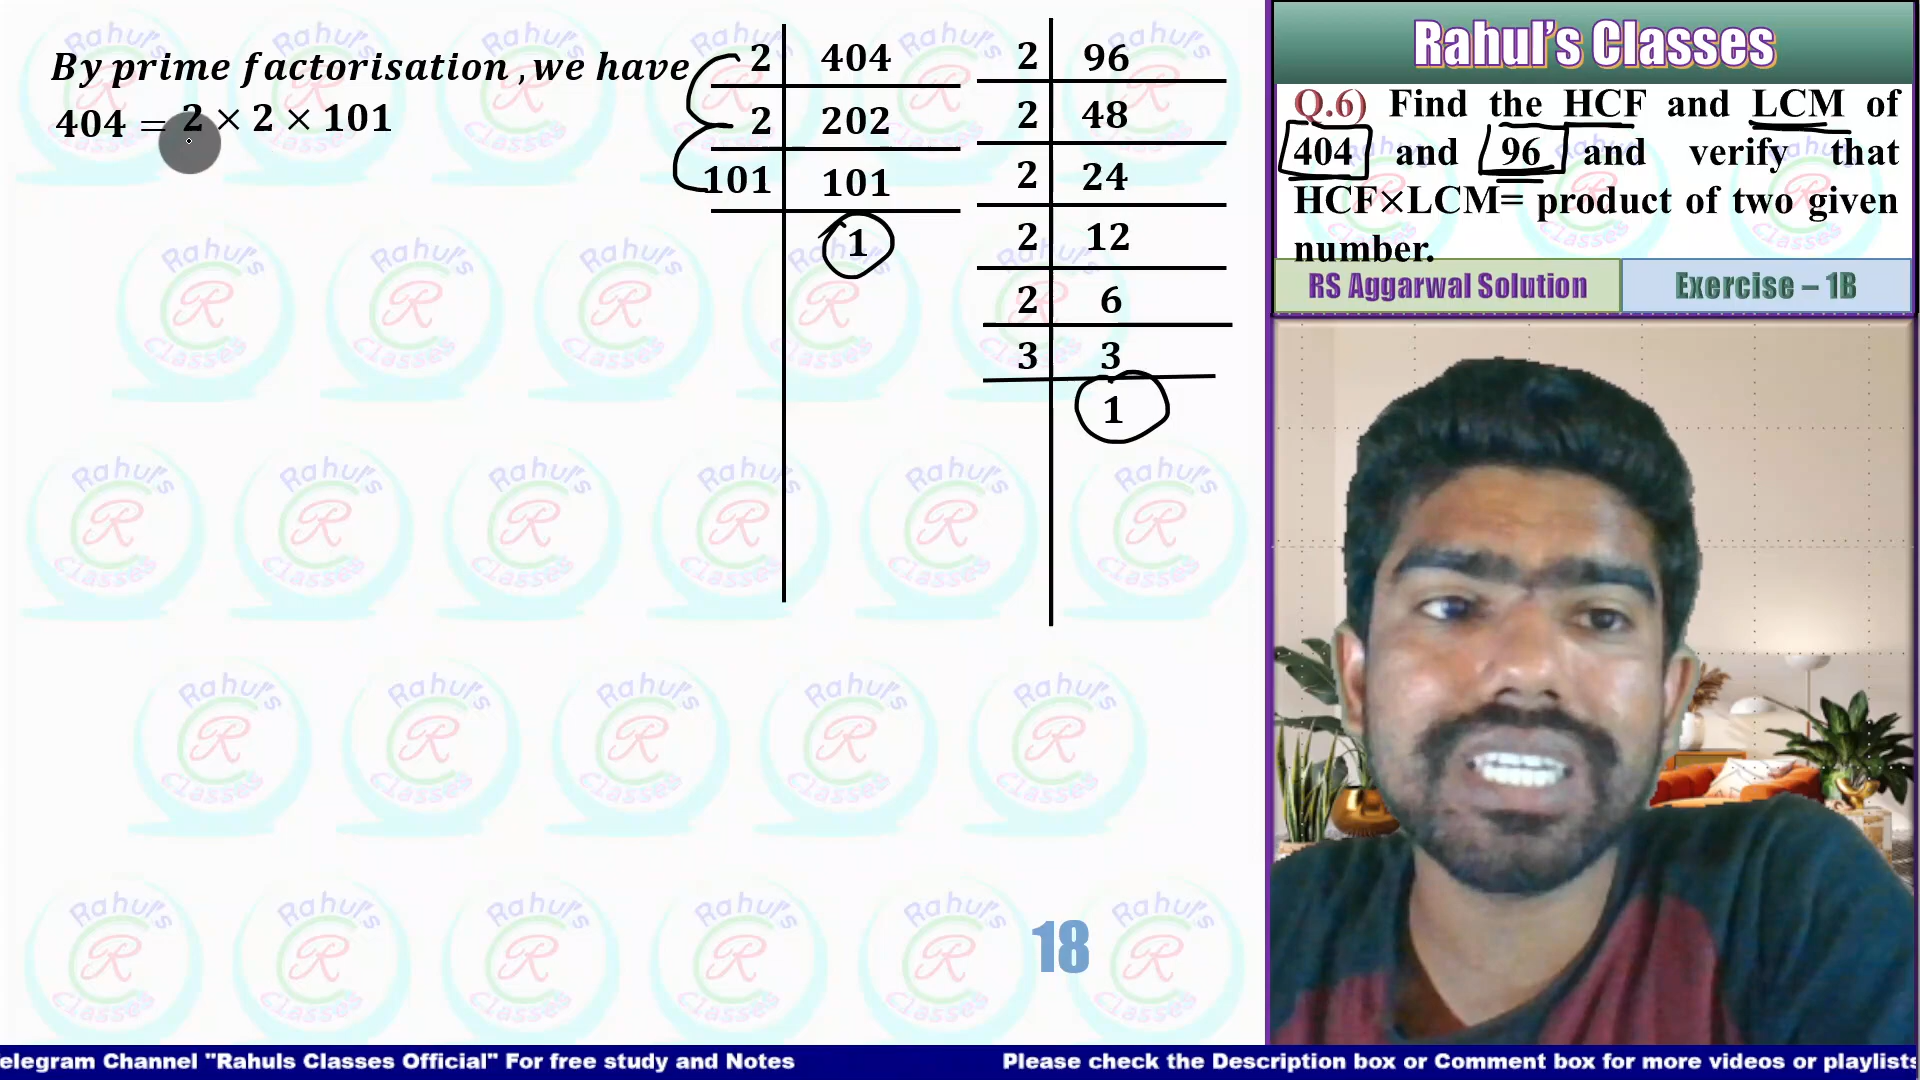 By prime factorisation , we have
404 = 2 × 2 × 101
2 404
2 202
101 101
1
2 96
2 48
2 24
2 12
2 6
3 3
1
Rahul's Classes
Q.6) Find the HCF and LCM of
404 and 96 and verify that
HCF×LCM= product of two given
number.
RS Aggarwal Solution
Exercise – 1B
18
elegram Channel "Rahuls Classes Official" For free study and Notes
Please check the Description box or Comment box for more videos or playlists